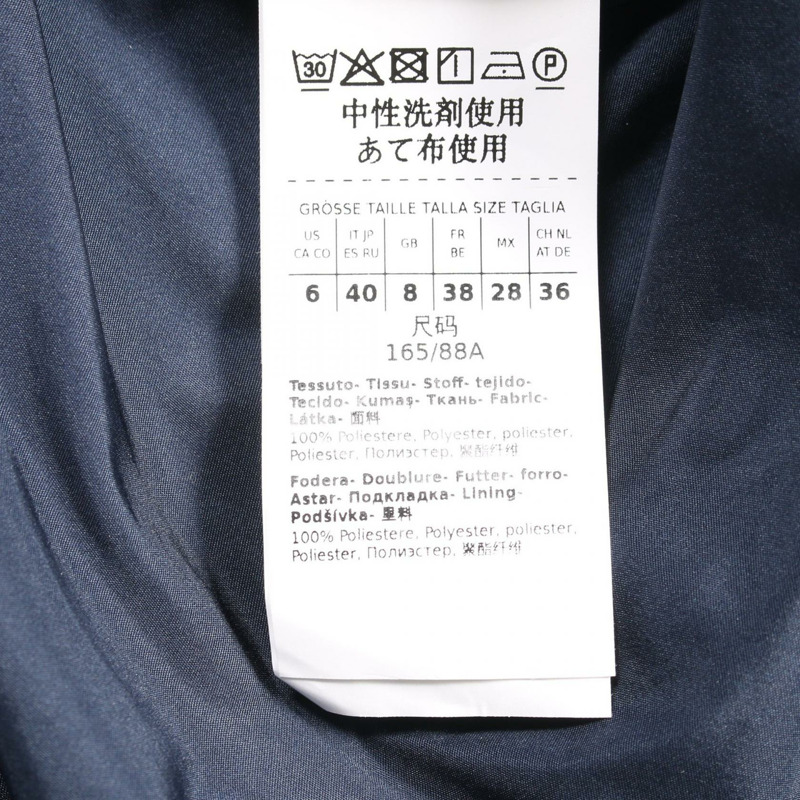 30 P
中性洗剤使用
あて布使用
GRÖSSE TAILLE TALLA SIZE TAGLIA
US CA CO
IT JP ES RU
GB
FR BE
MX
CH NL AT DE
6 40 8 38 28 36
尺码
165/88A
Tessuto- Tissu- Stoff- tejido-
Tecido- Kumaş- Ткань- Fabric-
Látka- 面料
100% Poliestere, Polyester, poliester,
Poliester, Полиэстер, 聚酯纤维
Fodera- Doublure- Futter- forro-
Astar- Подкладка- Lining-
Podšívka- 里料
100% Poliestere, Polyester, poliester,
Poliester, Полиэстер, 聚酯纤维